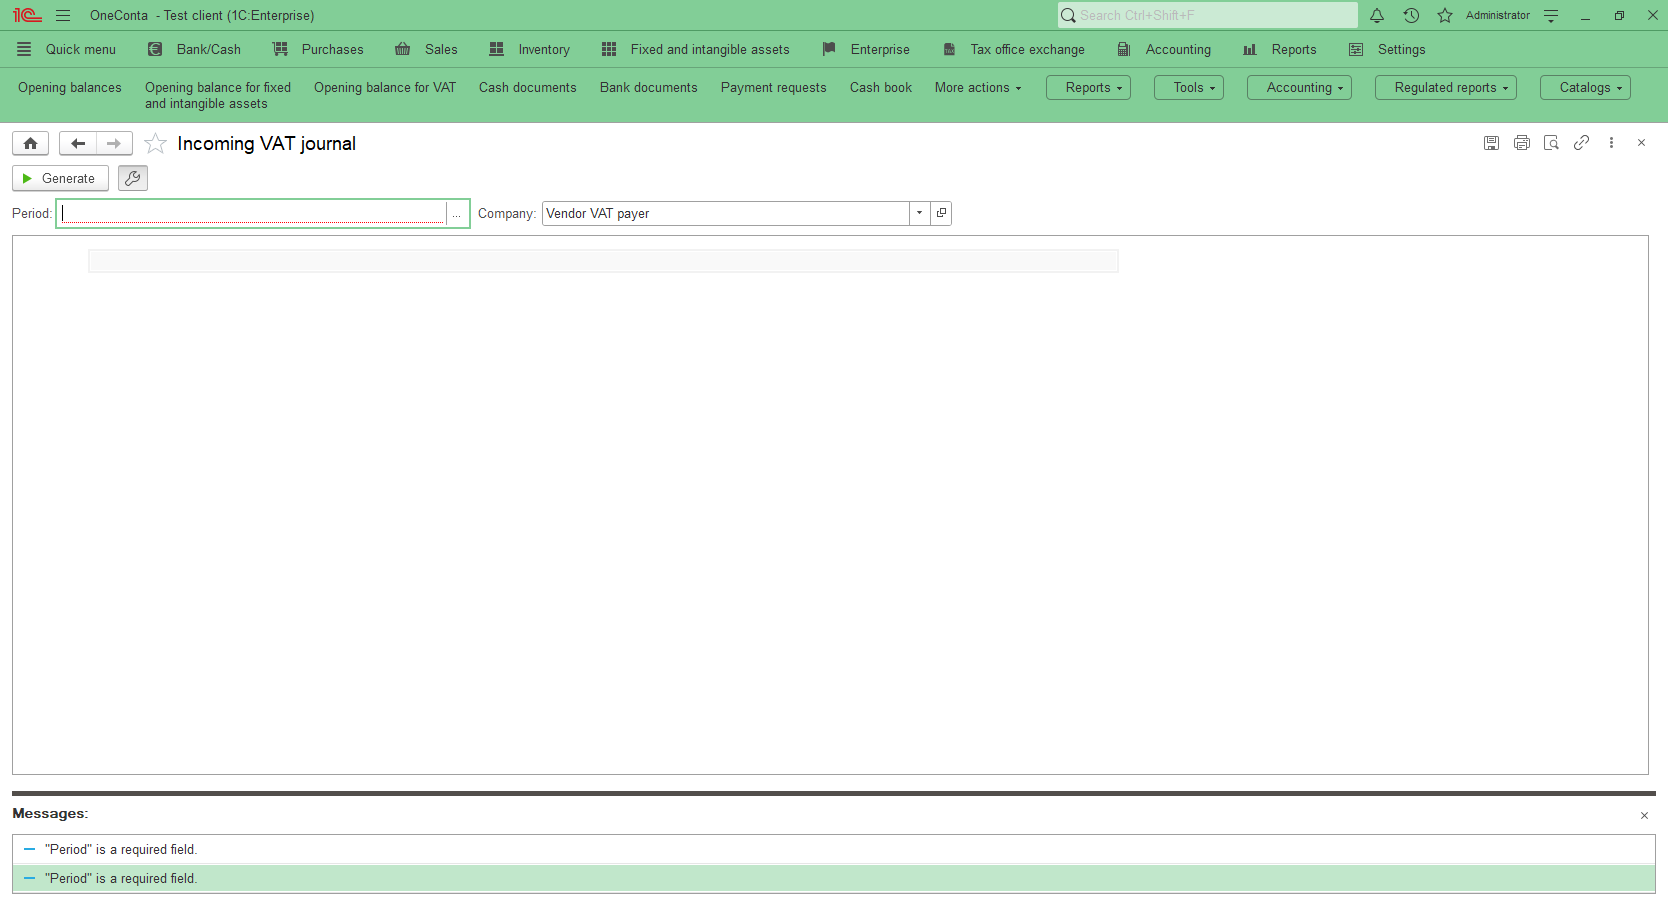 OneConta - Test client (1C:Enterprise)
Search Ctrl+Shift+F
Administrator
Quick menu
Bank/Cash
Purchases
Sales
Inventory
Fixed and intangible assets
Enterprise
Tax office exchange
Accounting
Reports
Settings
Opening balances
Opening balance for fixed
and intangible assets
Opening balance for VAT
Cash documents
Bank documents
Payment requests
Cash book
More actions
Reports
Tools
Accounting
Regulated reports
Catalogs
Incoming VAT journal
Generate
Period:
...
Company:
Vendor VAT payer
Messages:
"Period" is a required field.
"Period" is a required field.